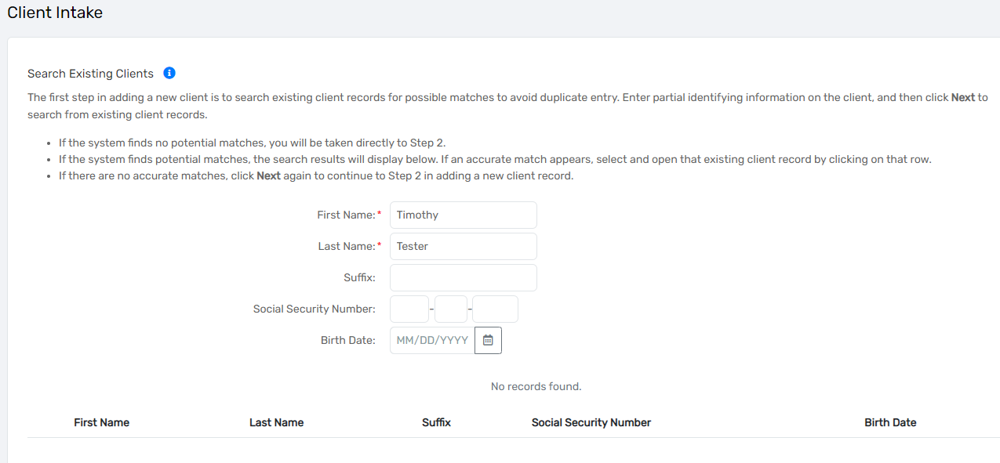 Client Intake
Search Existing Clients
The first step in adding a new client is to search existing client records for possible matches to avoid duplicate entry. Enter partial identifying information on the client, and then click Next to
search from existing client records.
• If the system finds no potential matches, you will be taken directly to Step 2.
• If the system finds potential matches, the search results will display below. If an accurate match appears, select and open that existing client record by clicking on that row.
• If there are no accurate matches, click Next again to continue to Step 2 in adding a new client record.
First Name:* Timothy
Last Name:* Tester
Suffix:
Social Security Number: - -
Birth Date: MM/DD/YYYY
No records found.
First Name Last Name Suffix Social Security Number Birth Date